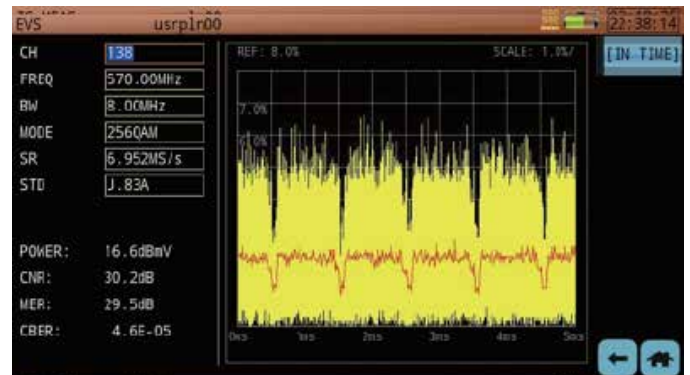 EVS usrplr00 22:38:14
CH 138
FREQ 570.00MHz
BW 8.00MHz
MODE 256QAM
SR 6.952MS/s
STD J.83A
POWER: 16.6dBmV
CNR: 30.2dB
MER: 29.5dB
CBER: 4.6E-05
REF: 8.0% SCALE: 1.0%/
[IN TIME]
7.0%
6.0%
0ms 1ms 2ms 3ms 4ms 5ms